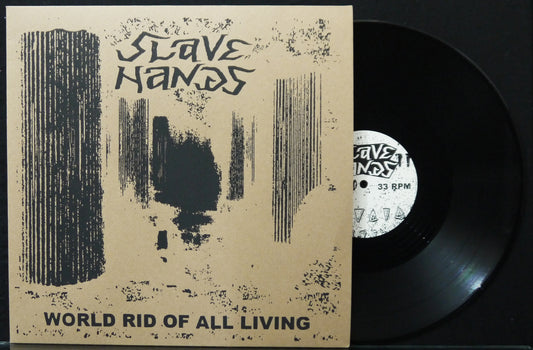 SLAVE
HANDS
WORLD RID OF ALL LIVING
SLAVE
HANDS
33 RPM